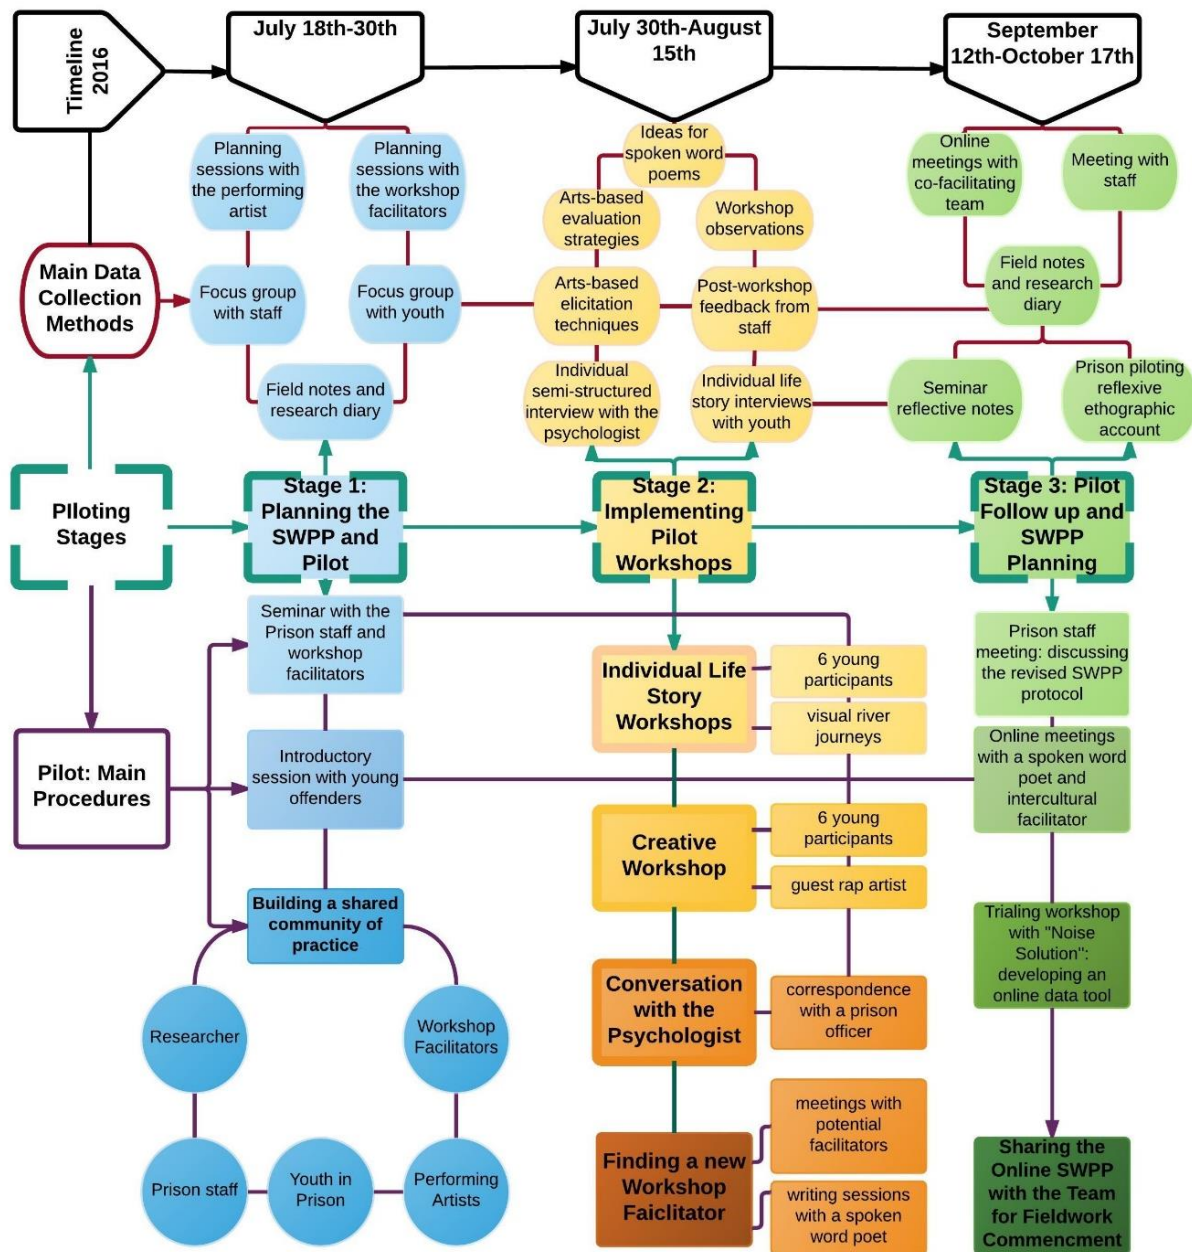 Timeline
2016
July 18th-30th
July 30th-August
15th
September
12th-October 17th
Main Data
Collection
Methods
Planning
sessions with
the performing
artist
Planning
sessions with
the workshop
facilitators
Focus group
with staff
Focus group
with youth
Field notes and
research diary
Ideas for
spoken word
poems
Arts-based
evaluation
strategies
Workshop
observations
Arts-based
elicitation
techniques
Post-workshop
feedback from
staff
Individual
semi-structured
interview with the
psychologist
Individual life
story interviews
with youth
Online
meetings with
co-facilitating
team
Meeting with
staff
Field notes
and research
diary
Seminar
reflective notes
Prison piloting
reflexive
ethographic
account
PIloting
Stages
Stage 1:
Planning the
SWPP and
Pilot
Stage 2:
Implementing
Pilot
Workshops
Stage 3: Pilot
Follow up and
SWPP
Planning
Pilot: Main
Procedures
Seminar with the
Prison staff and
workshop
facilitators
Introductory
session with young
offenders
Building a shared
community of
practice
Researcher
Workshop
Facilitators
Prison staff
Youth in
Prison
Performing
Artists
Individual Life
Story
Workshops
6 young
participants
visual river
journeys
Creative
Workshop
6 young
participants
guest rap artist
Conversation
with the
Psychologist
correspondence
with a prison
officer
Finding a new
Workshop
Faiclitator
meetings with
potential
facilitators
writing sessions
with a spoken
word poet
Prison staff
meeting: discussing
the revised SWPP
protocol
Online meetings
with a spoken word
poet and
intercultural
facilitator
Trialing workshop
with "Noise
Solution":
developing an
online data tool
Sharing the
Online SWPP
with the Team
for Fieldwork
Commencment